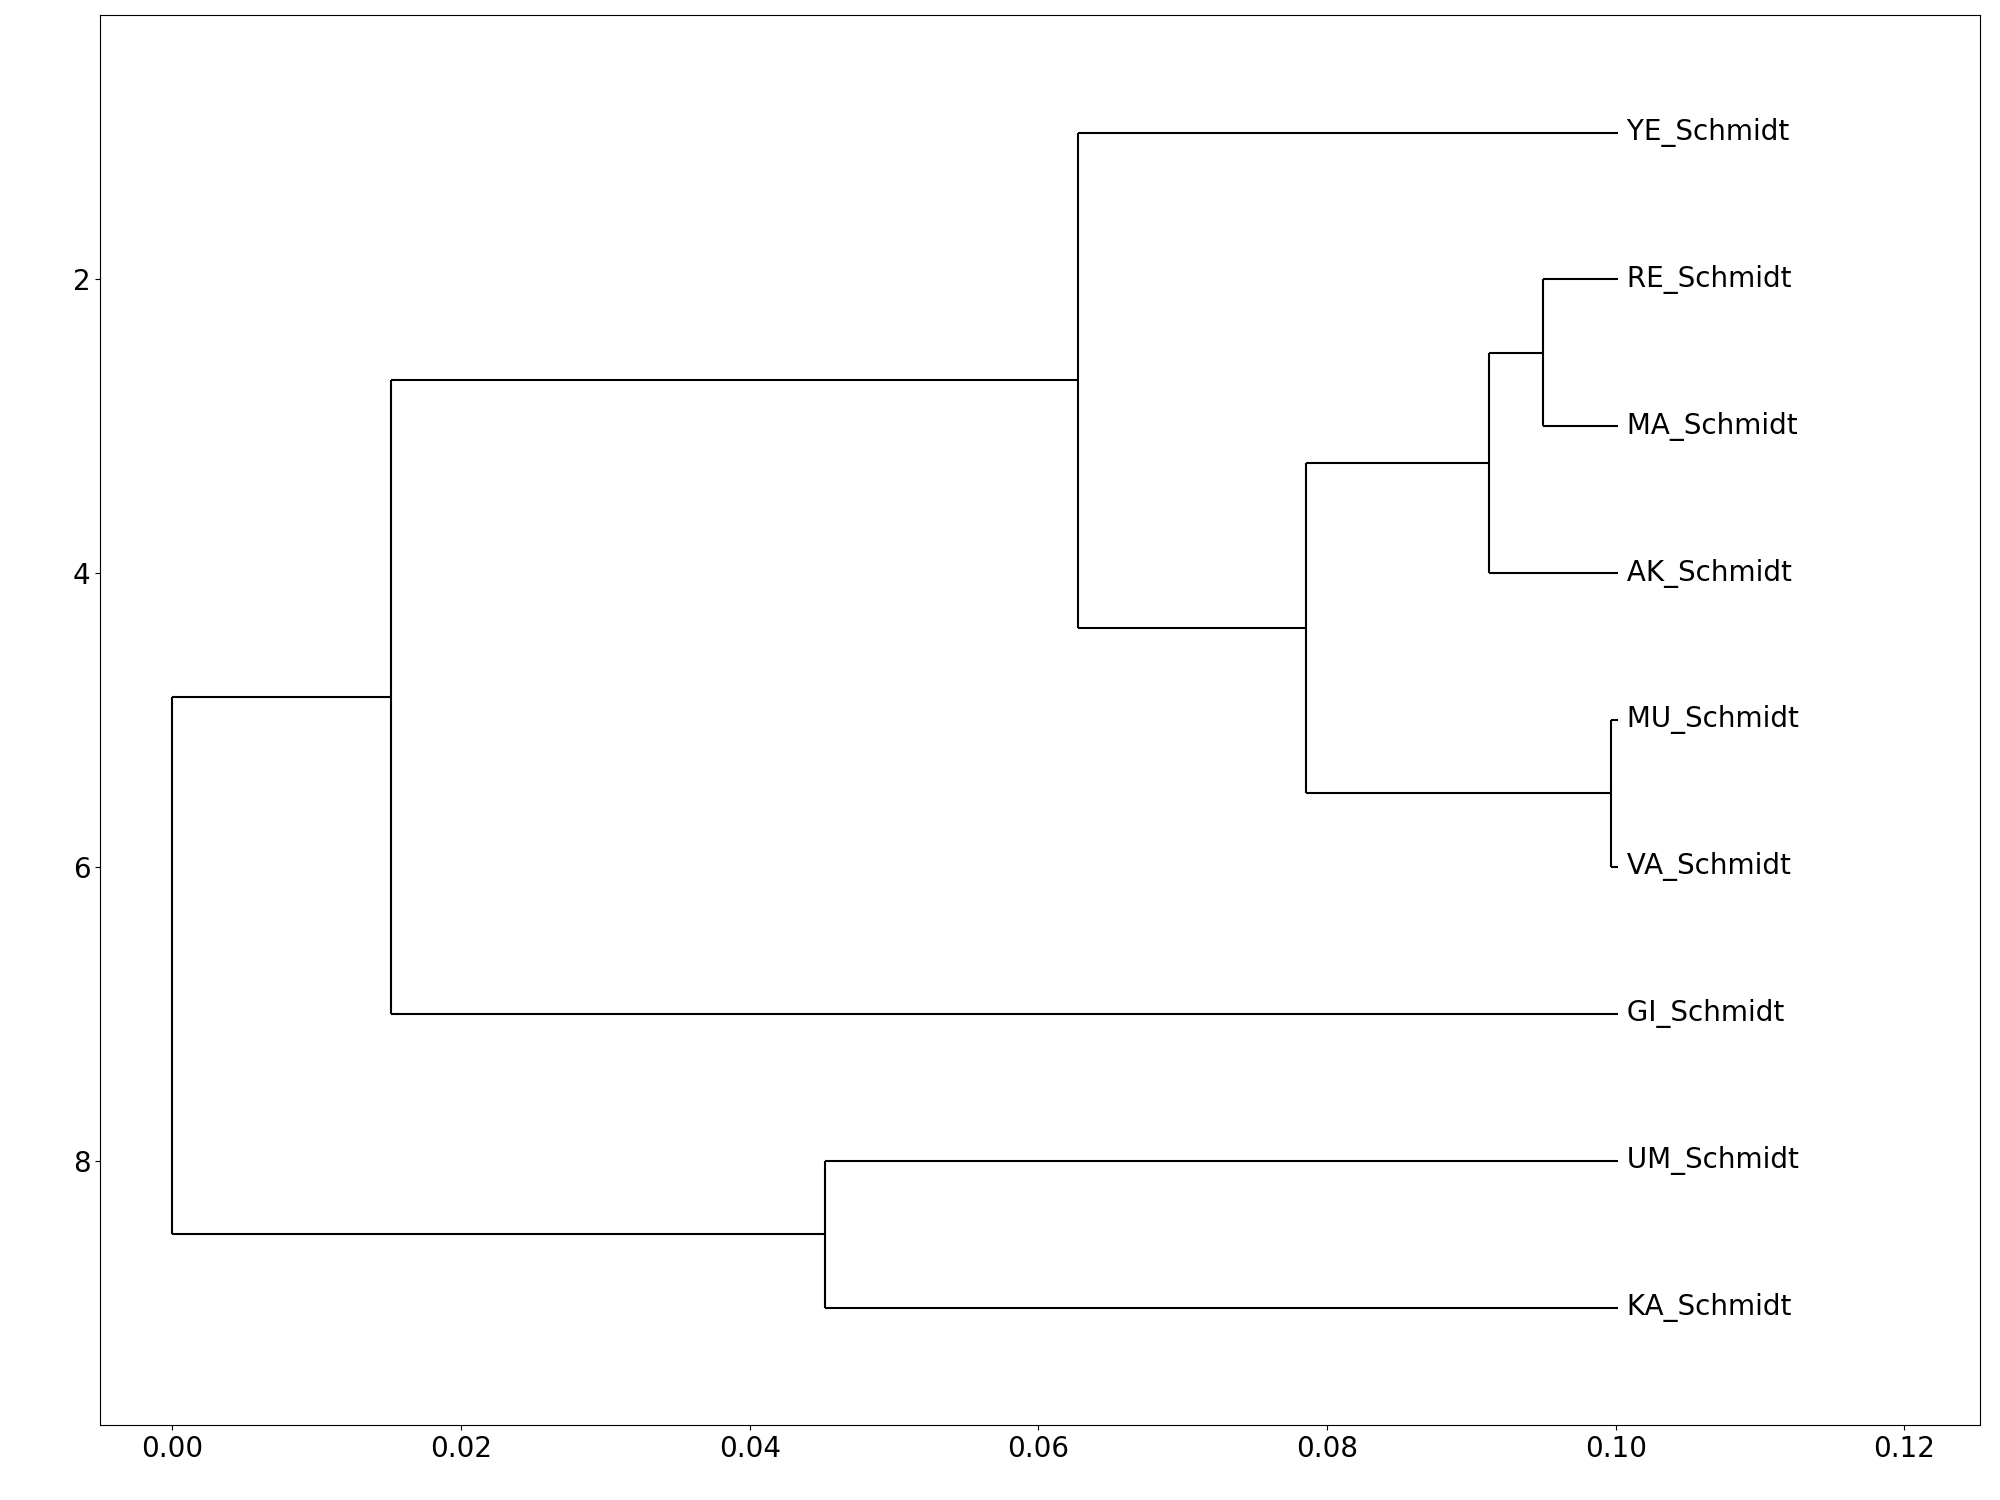 YE_Schmidt
2
RE_Schmidt
MA_Schmidt
4
AK_Schmidt
MU_Schmidt
6
VA_Schmidt
GI_Schmidt
8
UM_Schmidt
KA_Schmidt
0.00 0.02 0.04 0.06 0.08 0.10 0.12